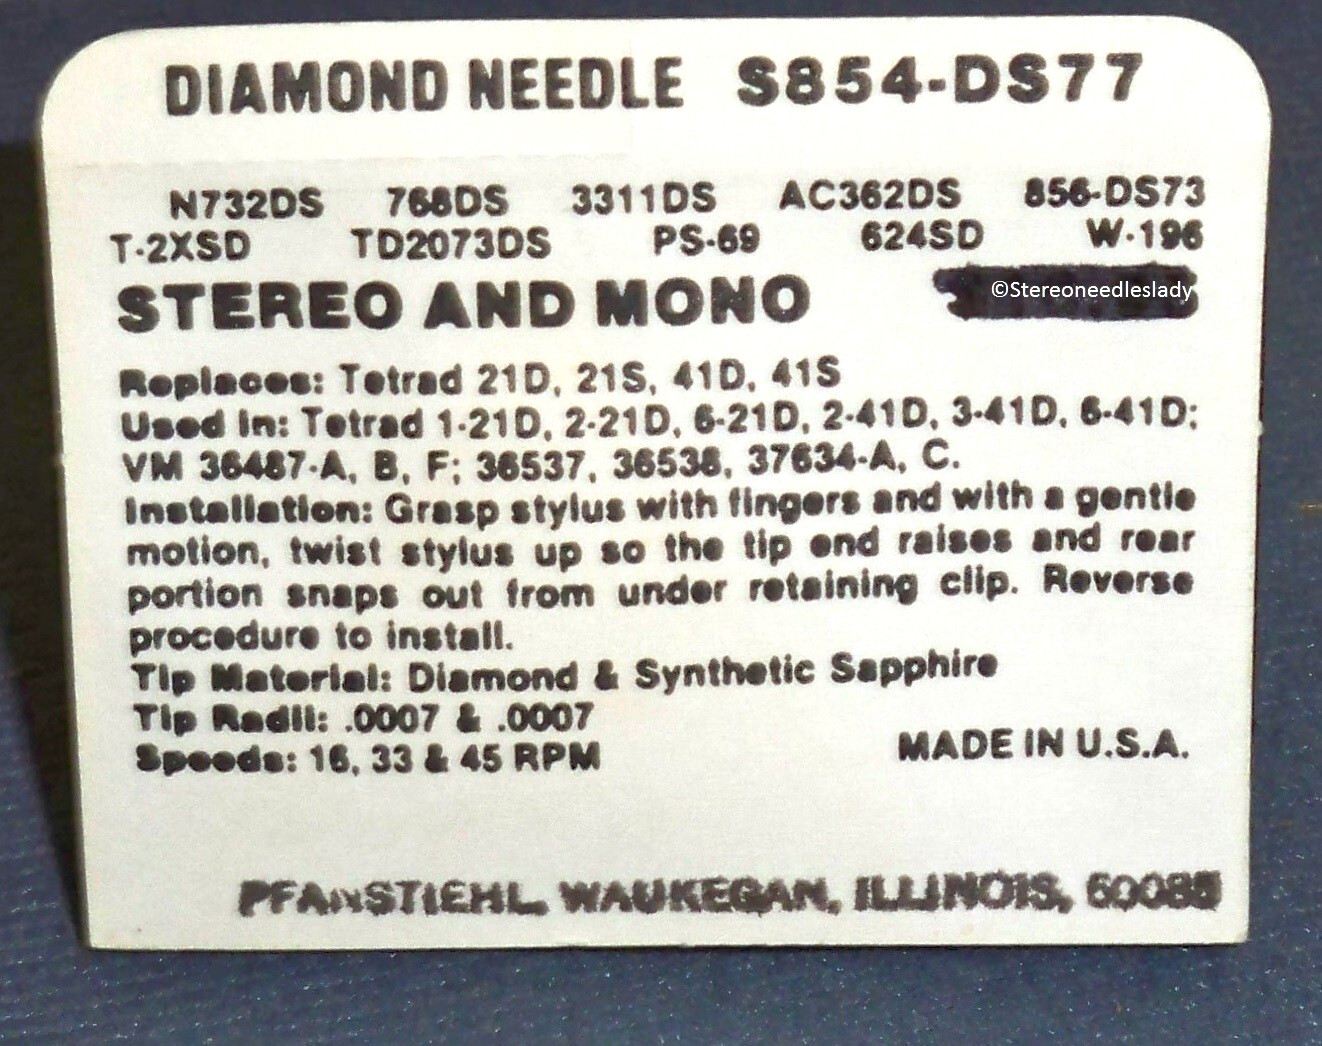 DIAMOND NEEDLE S854-DS77
N732DS 768DS 3311DS AC362DS 856-DS73
T-2XSD TD2073DS PS-69 624SD W-196
STEREO AND MONO
©Stereoneedleslady
Replaces: Tetrad 21D, 21S, 41D, 41S
Used In: Tetrad 1-21D, 2-21D, 6-21D, 2-41D, 3-41D, 6-41D;
VM 36487-A, B, F; 36537, 36538, 37634-A, C.
Installation: Grasp stylus with fingers and with a gentle
motion, twist stylus up so the tip end raises and rear
portion snaps out from under retaining clip. Reverse
procedure to install.
Tip Material: Diamond & Synthetic Sapphire
Tip Radii: .0007 & .0007
Speeds: 16, 33 & 45 RPM
MADE IN U.S.A.
PFANSTIEHL, WAUKEGAN, ILLINOIS, 60085